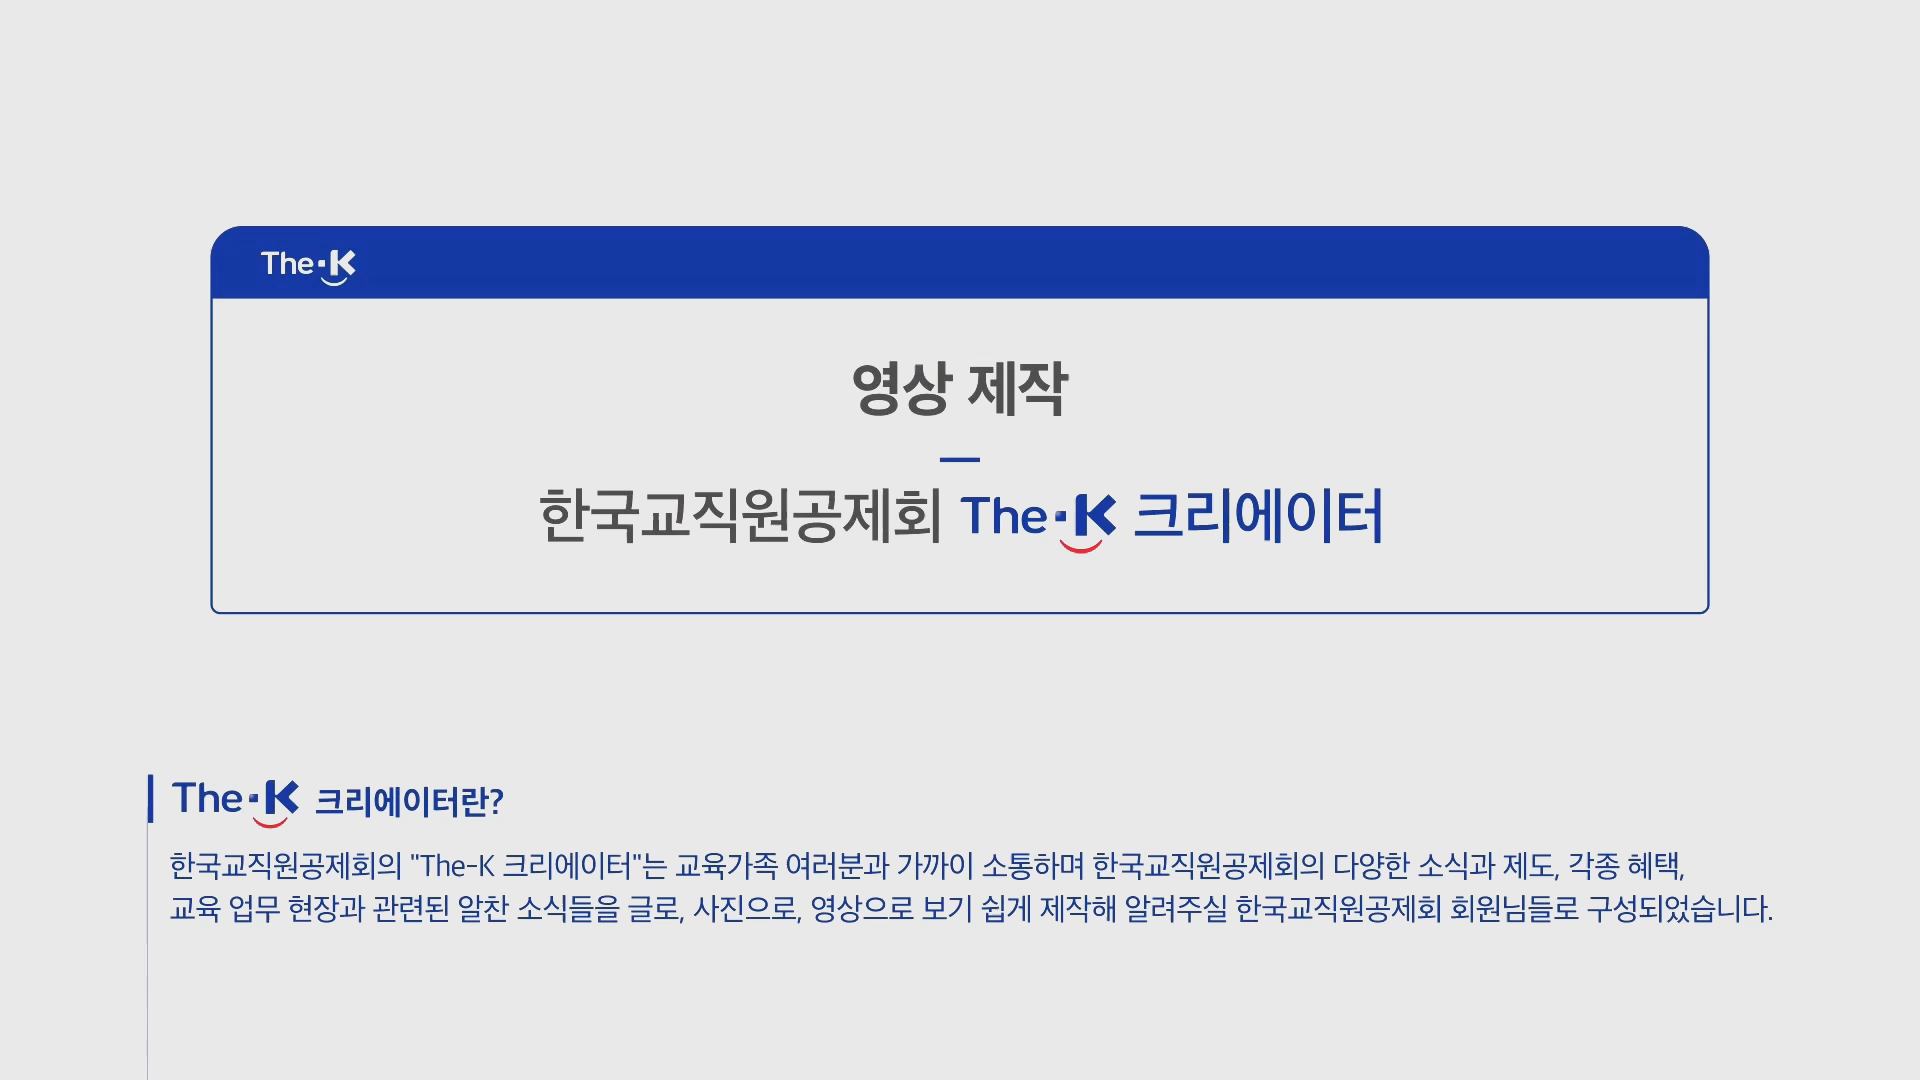 The·K
영상 제작
한국교직원공제회 The·K 크리에이터
The·K 크리에이터란?
한국교직원공제회의 "The-K 크리에이터"는 교육가족 여러분과 가까이 소통하며 한국교직원공제회의 다양한 소식과 제도, 각종 혜택,
교육 업무 현장과 관련된 알찬 소식들을 글로, 사진으로, 영상으로 보기 쉽게 제작해 알려주실 한국교직원공제회 회원님들로 구성되었습니다.